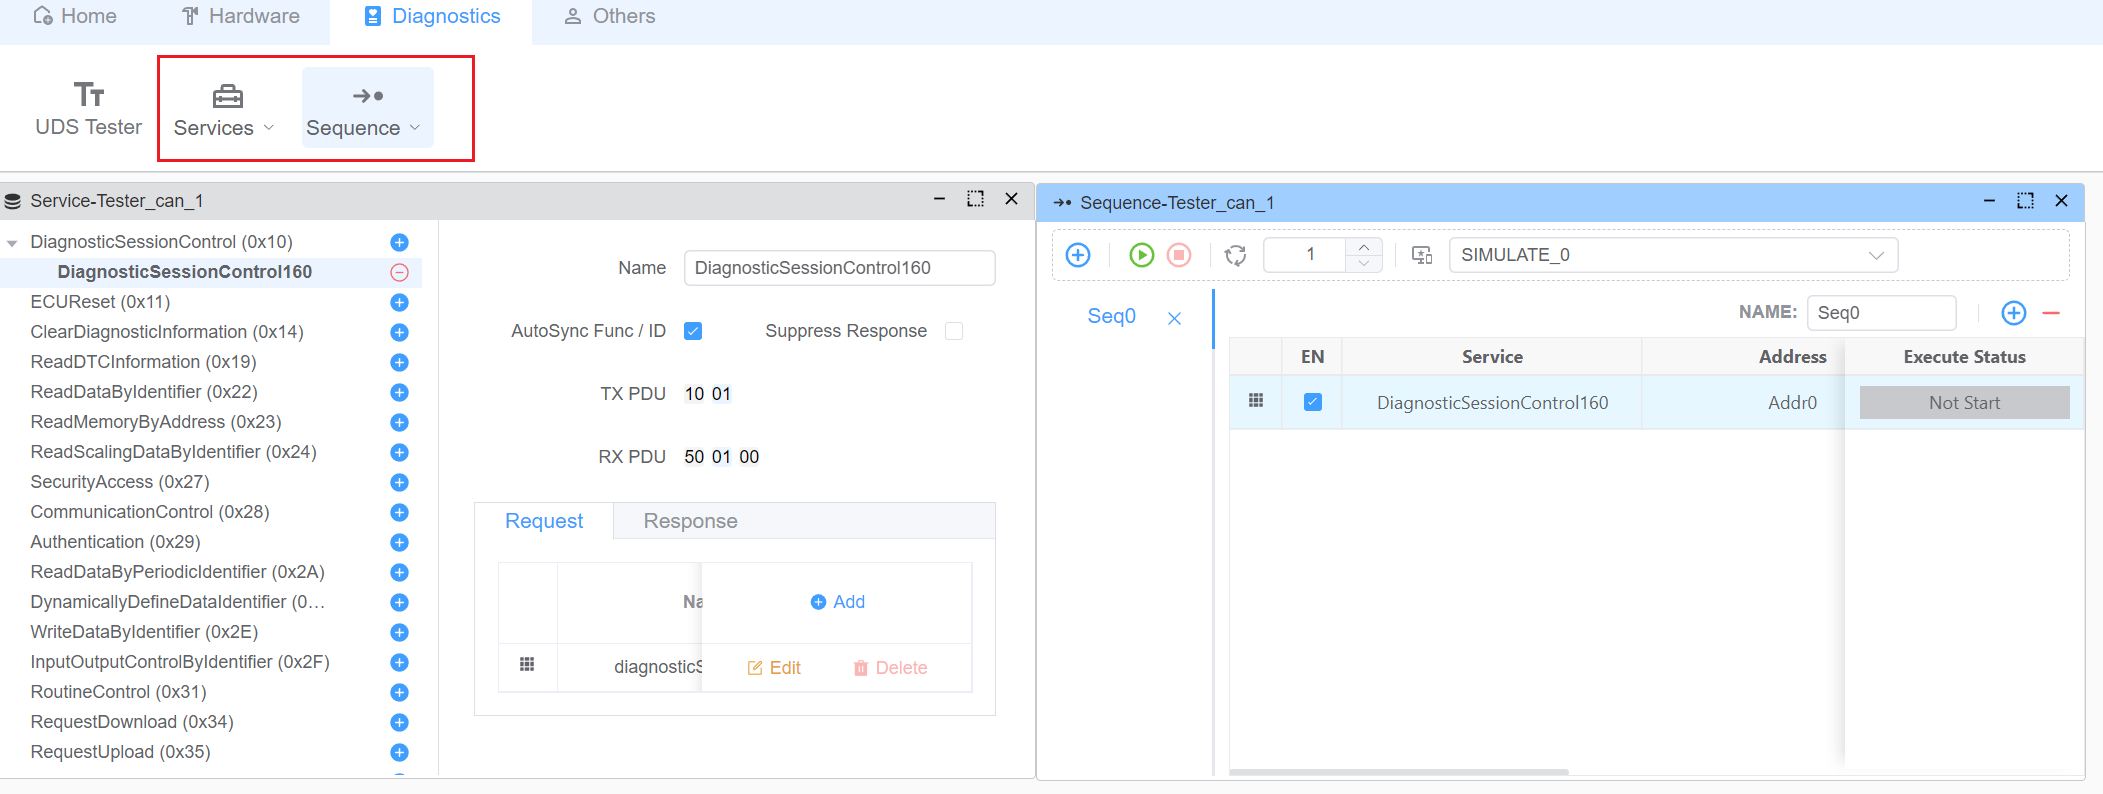 Home Hardware Diagnostics Others
UDS Tester Services Sequence
Service-Tester_can_1
DiagnosticSessionControl (0x10)
DiagnosticSessionControl160
ECUReset (0x11)
ClearDiagnosticInformation (0x14)
ReadDTCInformation (0x19)
ReadDataByIdentifier (0x22)
ReadMemoryByAddress (0x23)
ReadScalingDataByIdentifier (0x24)
SecurityAccess (0x27)
CommunicationControl (0x28)
Authentication (0x29)
ReadDataByPeriodicIdentifier (0x2A)
DynamicallyDefineDataIdentifier (0…
WriteDataByIdentifier (0x2E)
InputOutputControlByIdentifier (0x2F)
RoutineControl (0x31)
RequestDownload (0x34)
RequestUpload (0x35)
Name DiagnosticSessionControl160
AutoSync Func / ID Suppress Response
TX PDU 10 01
RX PDU 50 01 00
Request Response
Na Add
diagnosticS Edit Delete
Sequence-Tester_can_1
1 SIMULATE_0
Seq0
NAME: Seq0
EN Service Address Execute Status
DiagnosticSessionControl160 Addr0 Not Start